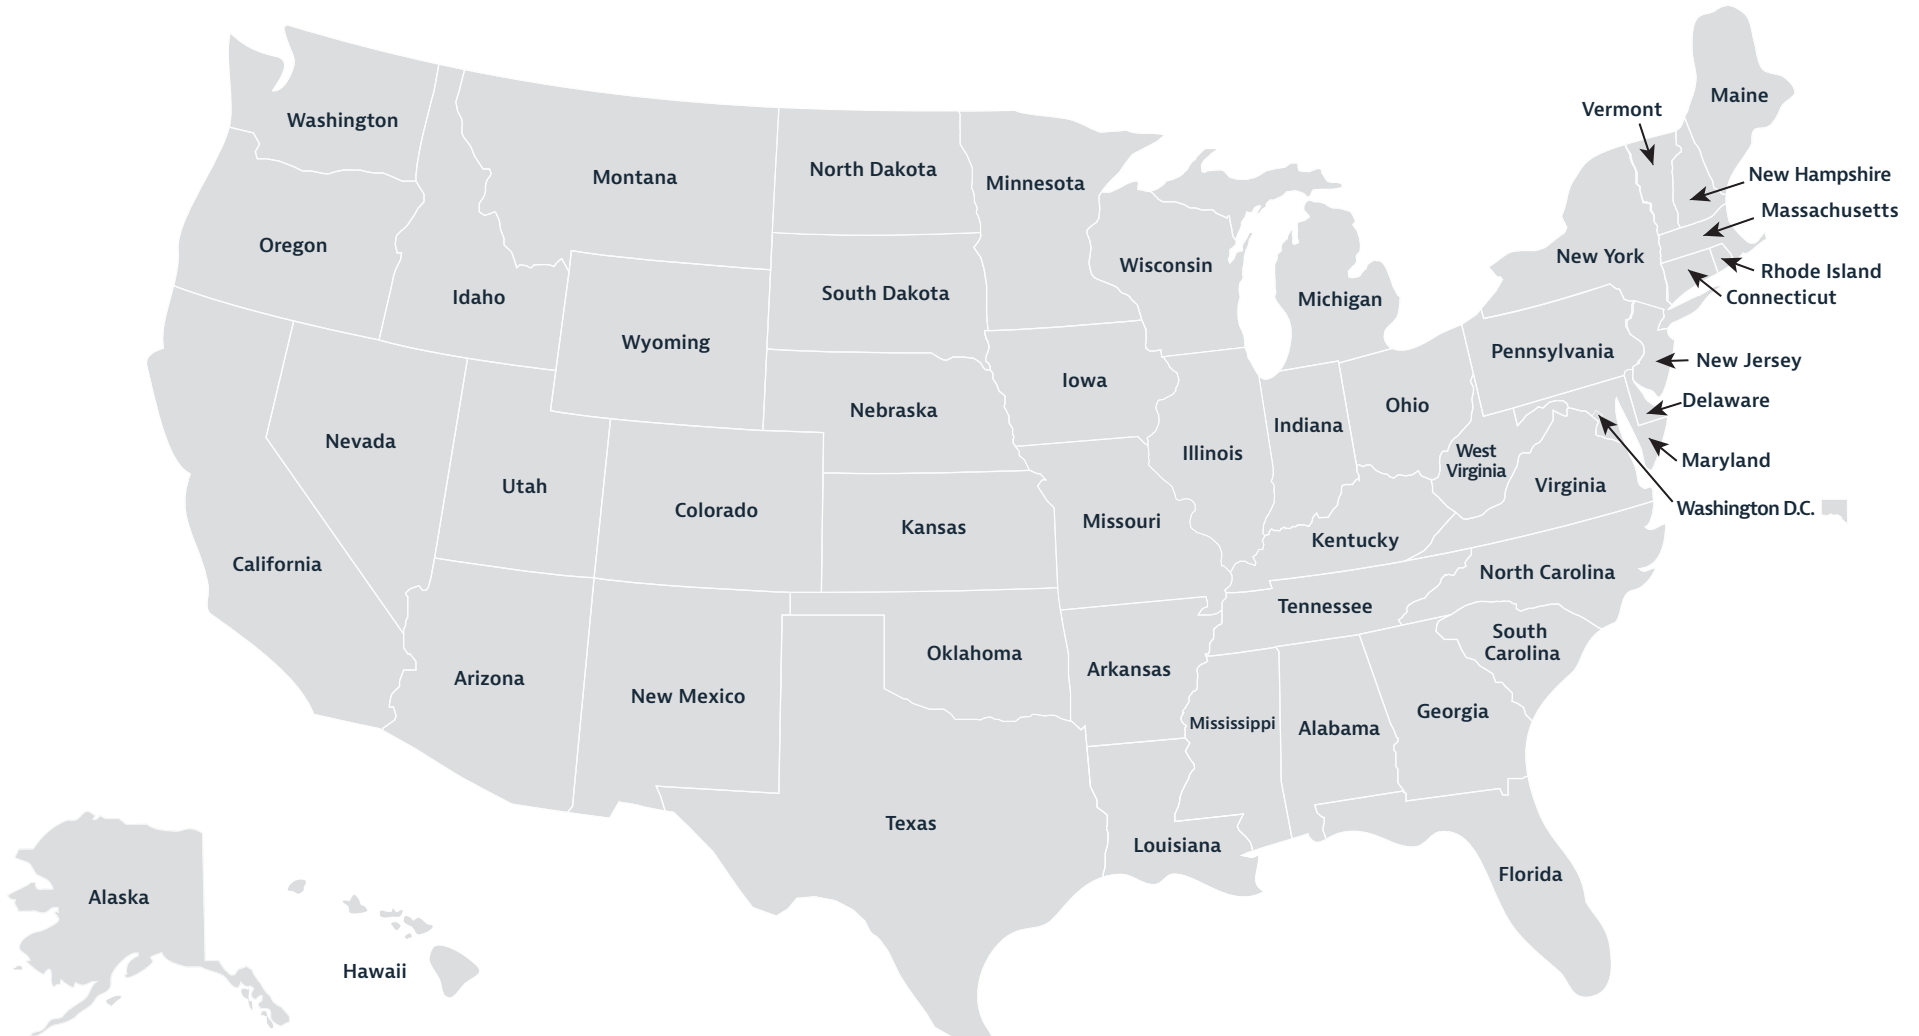 Maine
Vermont
Washington
North Dakota
Montana
Minnesota
New Hampshire
Massachusetts
Oregon
New York
Wisconsin
Rhode Island
South Dakota
Idaho
Connecticut
Michigan
Wyoming
Pennsylvania
New Jersey
Iowa
Delaware
Ohio
Nebraska
Indiana
Nevada
West
Virginia
Illinois
Maryland
Utah
Virginia
Colorado
Washington D.C.
Missouri
Kansas
Kentucky
California
North Carolina
Tennessee
South
Carolina
Oklahoma
Arkansas
Arizona
New Mexico
Georgia
Mississippi
Alabama
Texas
Louisiana
Florida
Alaska
Hawaii